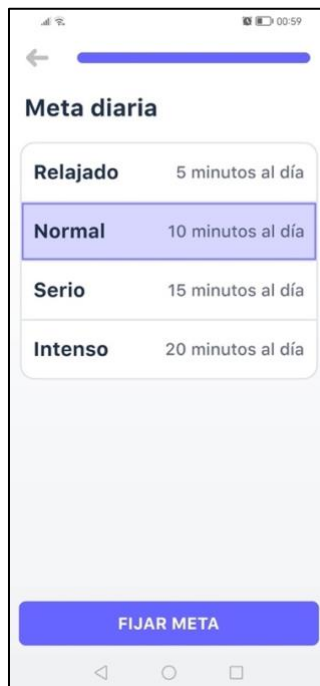 00:59
Meta diaria
Relajado 5 minutos al día
Normal 10 minutos al día
Serio 15 minutos al día
Intenso 20 minutos al día
FIJAR META